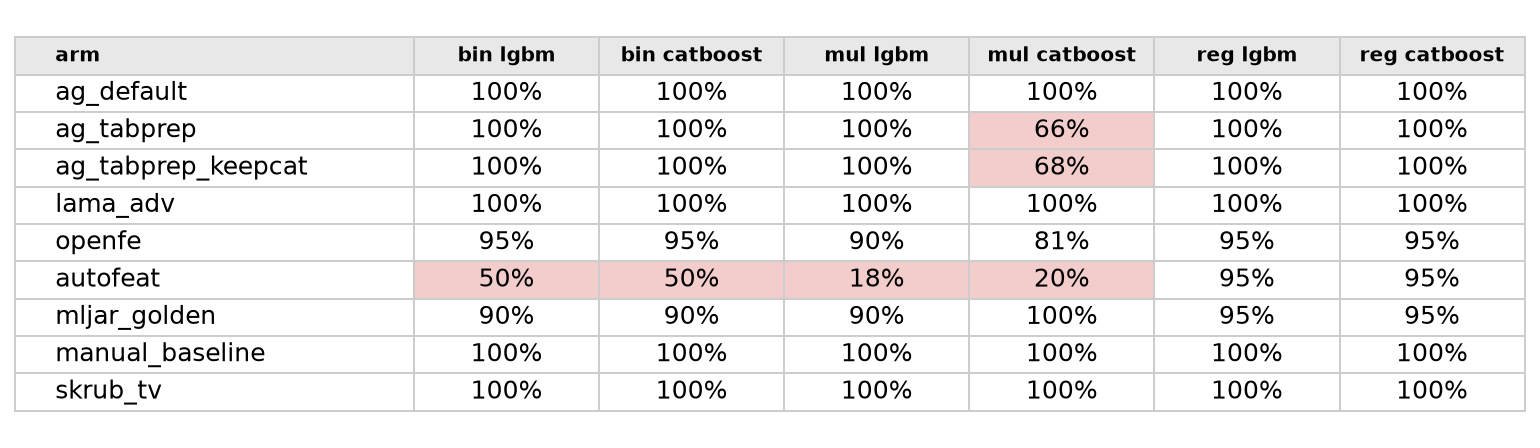 arm bin lgbm bin catboost mul lgbm mul catboost reg lgbm reg catboost
ag_default 100% 100% 100% 100% 100% 100%
ag_tabprep 100% 100% 100% 66% 100% 100%
ag_tabprep_keepcat 100% 100% 100% 68% 100% 100%
lama_adv 100% 100% 100% 100% 100% 100%
openfe 95% 95% 90% 81% 95% 95%
autofeat 50% 50% 18% 20% 95% 95%
mljar_golden 90% 90% 90% 100% 95% 95%
manual_baseline 100% 100% 100% 100% 100% 100%
skrub_tv 100% 100% 100% 100% 100% 100%